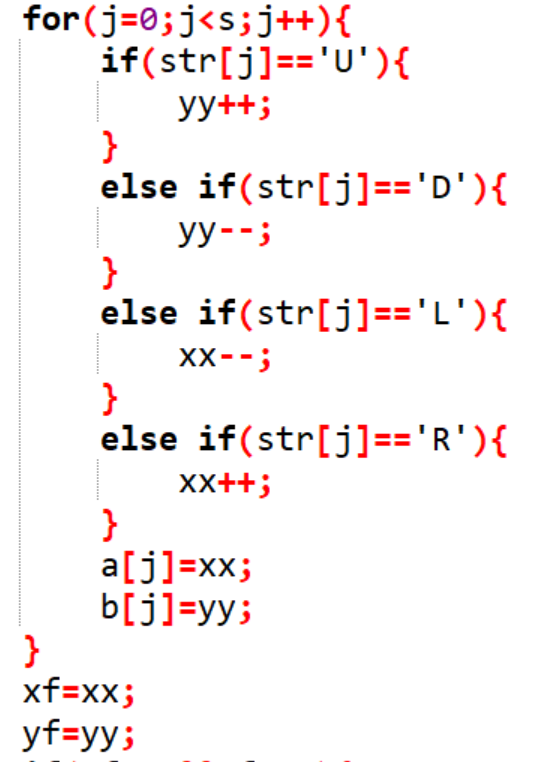 for(j=0;j<s;j++){
    if(str[j]=='U'){
        yy++;
    }
    else if(str[j]=='D'){
        yy--;
    }
    else if(str[j]=='L'){
        xx--;
    }
    else if(str[j]=='R'){
        xx++;
    }
    a[j]=xx;
    b[j]=yy;
}
xf=xx;
yf=yy;